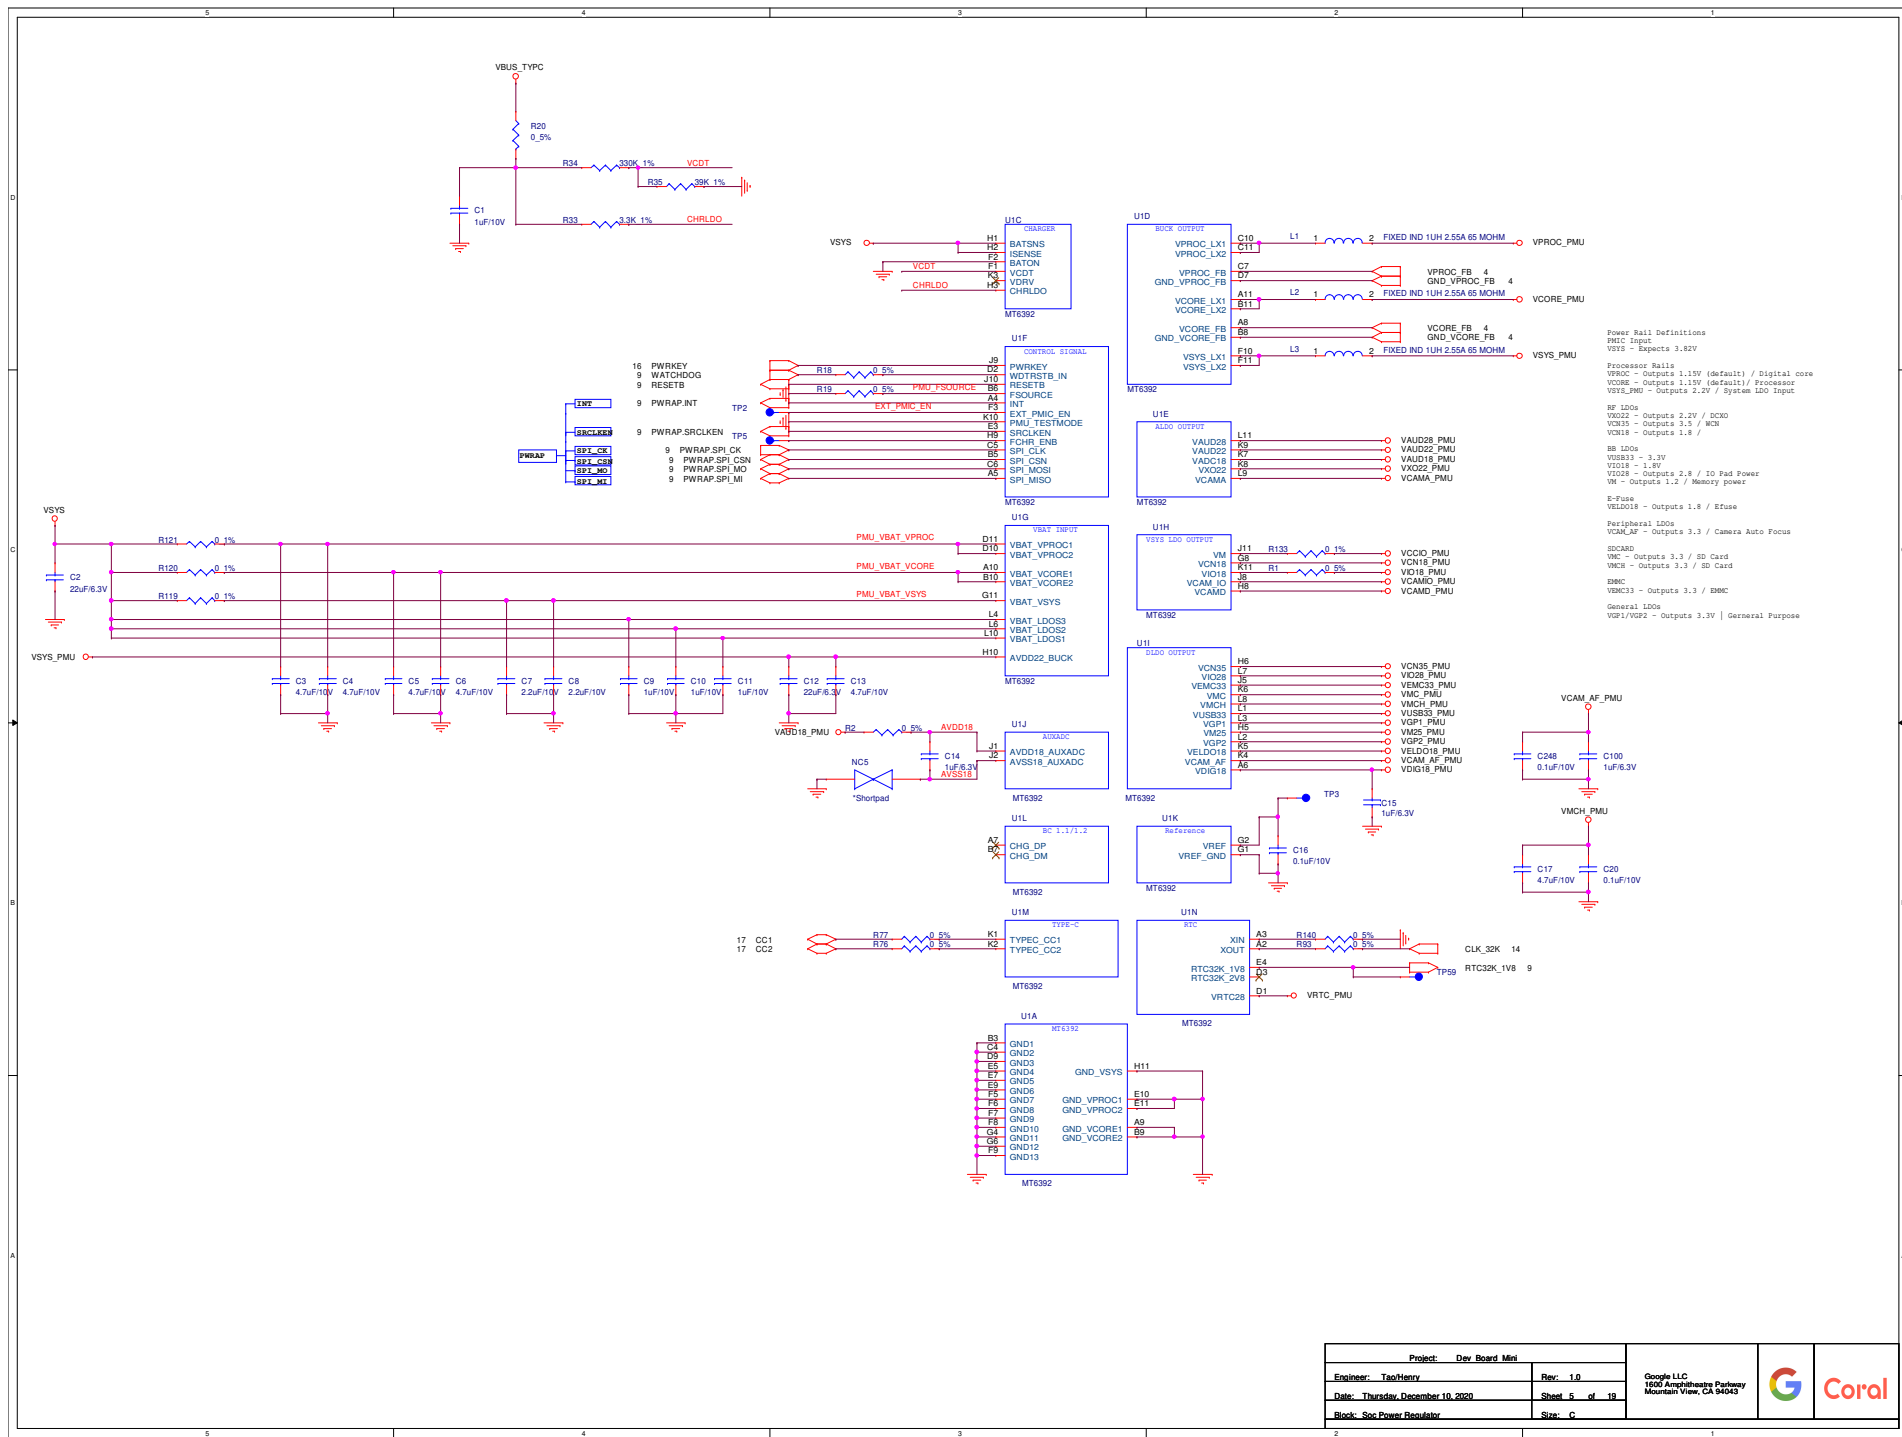 5 4 3 2 1
D
C
B
A
VBUS_TYPC
R20
0_5%
R34 330K_1% VCDT
R35 39K_1%
C1
1uF/10V
R33 3.3K_1% CHRLDO
U1C
CHARGER
VSYS
H1 BATSNS
H2 ISENSE
F2 BATON
VCDT F1 VCDT
K3 VDRV
CHRLDO H3 CHRLDO
MT6392
U1D
BUCK OUTPUT
VPROC_LX1 C10 L1 1 2 FIXED IND 1UH 2.55A 65 MOHM VPROC_PMU
VPROC_LX2 C11
VPROC_FB C7 VPROC_FB 4
GND_VPROC_FB D7 GND_VPROC_FB 4
VCORE_LX1 A11 L2 1 2 FIXED IND 1UH 2.55A 65 MOHM VCORE_PMU
VCORE_LX2 B11
VCORE_FB A8 VCORE_FB 4
GND_VCORE_FB B8 GND_VCORE_FB 4
VSYS_LX1 F10 L3 1 2 FIXED IND 1UH 2.55A 65 MOHM VSYS_PMU
VSYS_LX2 F11
MT6392
U1F
CONTROL SIGNAL
16 PWRKEY J9 PWRKEY
9 WATCHDOG R18 0_5% D2 WDTRSTB_IN
9 RESETB J10 RESETB
R19 0_5% PMU_FSOURCE B6 FSOURCE
9 PWRAP.INT A4 INT
TP2 EXT_PMIC_EN F3 EXT_PMIC_EN
K10 PMU_TESTMODE
9 PWRAP.SRCLKEN E3 SRCLKEN
TP5 H9 FCHR_ENB
9 PWRAP.SPI_CK C5 SPI_CLK
9 PWRAP.SPI_CSN B5 SPI_CSN
9 PWRAP.SPI_MO C6 SPI_MOSI
9 PWRAP.SPI_MI A5 SPI_MISO
MT6392
PWRAP
INT
SRCLKEN
SPI_CK
SPI_CSN
SPI_MO
SPI_MI
U1E
ALDO OUTPUT
VAUD28 L11 VAUD28_PMU
VAUD22 K9 VAUD22_PMU
VADC18 K7 VAUD18_PMU
VXO22 K8 VXO22_PMU
VCAMA L9 VCAMA_PMU
MT6392
Power Rail Definitions
PMIC Input
VSYS - Expects 3.82V
Processor Rails
VPROC - Outputs 1.15V (default) / Digital core
VCORE - Outputs 1.15V (default)/ Processor
VSYS_PMU - Outputs 2.2V / System LDO Input
RF LDOs
VXO22 - Outputs 2.2V / DCXO
VCN35 - Outputs 3.5 / WCN
VCN18 - Outputs 1.8 /
BB LDOs
VUSB33 - 3.3V
VIO18 - 1.8V
VIO28 - Outputs 2.8 / IO Pad Power
VM - Outputs 1.2 / Memory power
E-Fuse
VELDO18 - Outputs 1.8 / Efuse
Peripheral LDOs
VCAM_AF - Outputs 3.3 / Camera Auto Focus
SDCARD
VMC - Outputs 3.3 / SD Card
VMCH - Outputs 3.3 / SD Card
EMMC
VEMC33 - Outputs 3.3 / EMMC
General LDOs
VGP1/VGP2 - Outputs 3.3V | Gerneral Purpose
VSYS
C2
22uF/6.3V
U1G
VBAT INPUT
R121 0_1% PMU_VBAT_VPROC D11 VBAT_VPROC1
D10 VBAT_VPROC2
R120 0_1% PMU_VBAT_VCORE A10 VBAT_VCORE1
B10 VBAT_VCORE2
R119 0_1% PMU_VBAT_VSYS G11 VBAT_VSYS
L4 VBAT_LDOS3
L6 VBAT_LDOS2
L10 VBAT_LDOS1
VSYS_PMU H10 AVDD22_BUCK
MT6392
C3 4.7uF/10V
C4 4.7uF/10V
C5 4.7uF/10V
C6 4.7uF/10V
C7 2.2uF/10V
C8 2.2uF/10V
C9 1uF/10V
C10 1uF/10V
C11 1uF/10V
C12 22uF/6.3V
C13 4.7uF/10V
U1H
VSYS LDO OUTPUT
VM J11 R133 0_1% VCCIO_PMU
VCN18 G8 VCN18_PMU
VIO18 K11 R1 0_5% VIO18_PMU
VCAM_IO J8 VCAMIO_PMU
VCAMD H8 VCAMD_PMU
MT6392
U1I
DLDO OUTPUT
VCN35 H6 VCN35_PMU
VIO28 L7 VIO28_PMU
VEMC33 J5 VEMC33_PMU
VMC K6 VMC_PMU
VMCH L8 VMCH_PMU
VUSB33 L1 VUSB33_PMU
VGP1 L3 VGP1_PMU
VM25 H5 VM25_PMU
VGP2 L2 VGP2_PMU
VELDO18 K5 VELDO18_PMU
VCAM_AF K4 VCAM_AF_PMU
VDIG18 A6 VDIG18_PMU
MT6392
C15
1uF/6.3V
VCAM_AF_PMU
C248
0.1uF/10V
C100
1uF/6.3V
VMCH_PMU
C17
4.7uF/10V
C20
0.1uF/10V
U1J
AUXADC
VAUD18_PMU R2 0_5% AVDD18
J1 AVDD18_AUXADC
J2 AVSS18_AUXADC
C14
1uF/6.3V
AVSS18
NC5
*Shortpad
MT6392
U1L
BC 1.1/1.2
A7 CHG_DP
B7 CHG_DM
MT6392
U1K
Reference
VREF G2
VREF_GND G1
TP3
C16
0.1uF/10V
MT6392
U1M
TYPE-C
17 CC1 R77 0_5% K1 TYPEC_CC1
17 CC2 R76 0_5% K2 TYPEC_CC2
MT6392
U1N
RTC
XIN A3 R140 0_5%
XOUT A2 R93 0_5% CLK_32K 14
RTC32K_1V8 E4 RTC32K_1V8 9
RTC32K_2V8 D3 TP59
VRTC28 D1 VRTC_PMU
MT6392
U1A
MT6392
B3 GND1
C4 GND2
D9 GND3
E5 GND4
E7 GND5
E9 GND6
F5 GND7
F6 GND8
F7 GND9
F8 GND10
G4 GND11
G6 GND12
F9 GND13
GND_VSYS H11
GND_VPROC1 E10
GND_VPROC2 E11
GND_VCORE1 A9
GND_VCORE2 B9
MT6392
Project: Dev Board Mini
Engineer: Tao/Henry Rev: 1.0
Date: Thursday, December 10, 2020 Sheet 5 of 19
Block: Soc Power Regulator Size: C
Google LLC
1600 Amphitheatre Parkway
Mountain View, CA 94043
G
Coral
5 4 3 2 1